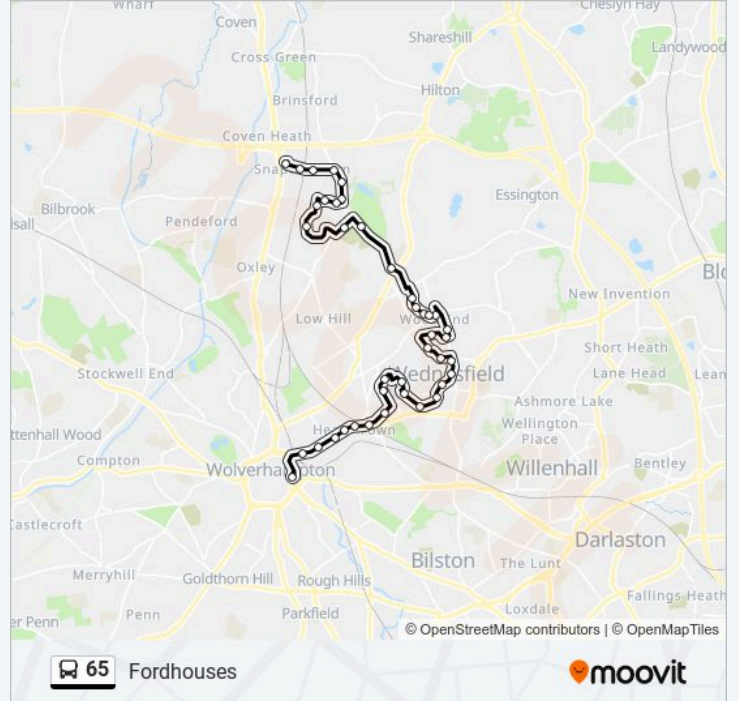 Wharf
Coven
Cheslyn Hay
Shareshill
Landywood
Cross Green
Hilton
Brinsford
Coven Heath
Essington
Bilbrook
Pendeford
Oxley
New Invention
Low Hill
Short Heath
Stockwell End
Wednesfield
Lane Head
Ashmore Lake
Wellington
Place
Compton
Wolverhampton
Willenhall
Bentley
Darlaston
Bilston
The Lunt
Merryhill
Goldthorn Hill
Rough Hills
Fallings Heath
Loxdale
Penn
Parkfield
© OpenStreetMap contributors | © OpenMapTiles
65
Fordhouses
moovit